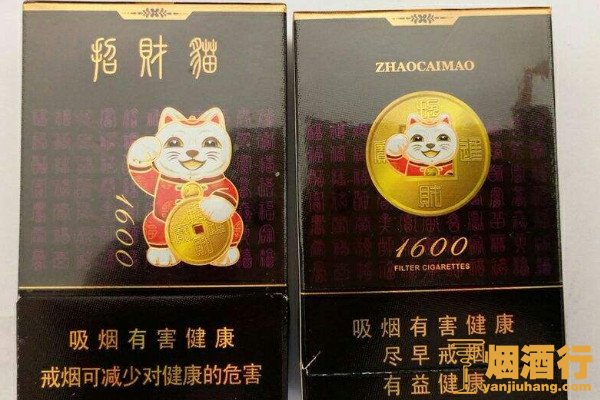 招財貓
1600
吸烟有害健康
戒烟可减少对健康的危害
ZHAOCAIMAO
財
1600
FILTER CIGARETTES
吸烟有害健康
尽早戒烟
有益健康
烟酒行
yanjiuhang.com